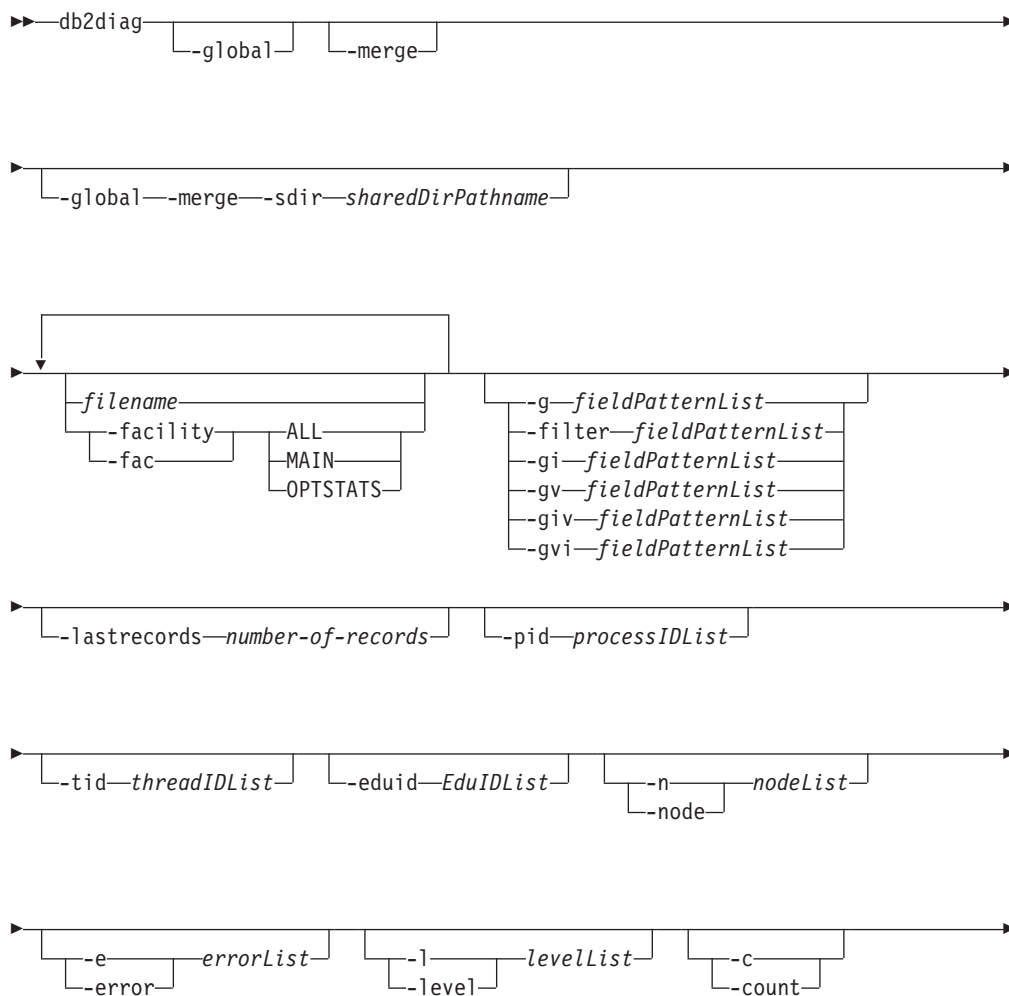 db2diag
-global -merge
-global -merge -sdir sharedDirPathname
filename
-facility ALL
-fac MAIN
OPTSTATS
-g fieldPatternList
-filter fieldPatternList
-gi fieldPatternList
-gv fieldPatternList
-giv fieldPatternList
-gvi fieldPatternList
-lastrecords number-of-records -pid processIDList
-tid threadIDList -eduid EduIDList -n nodeList
-node
-e errorList -l levelList -c
-error -level -count